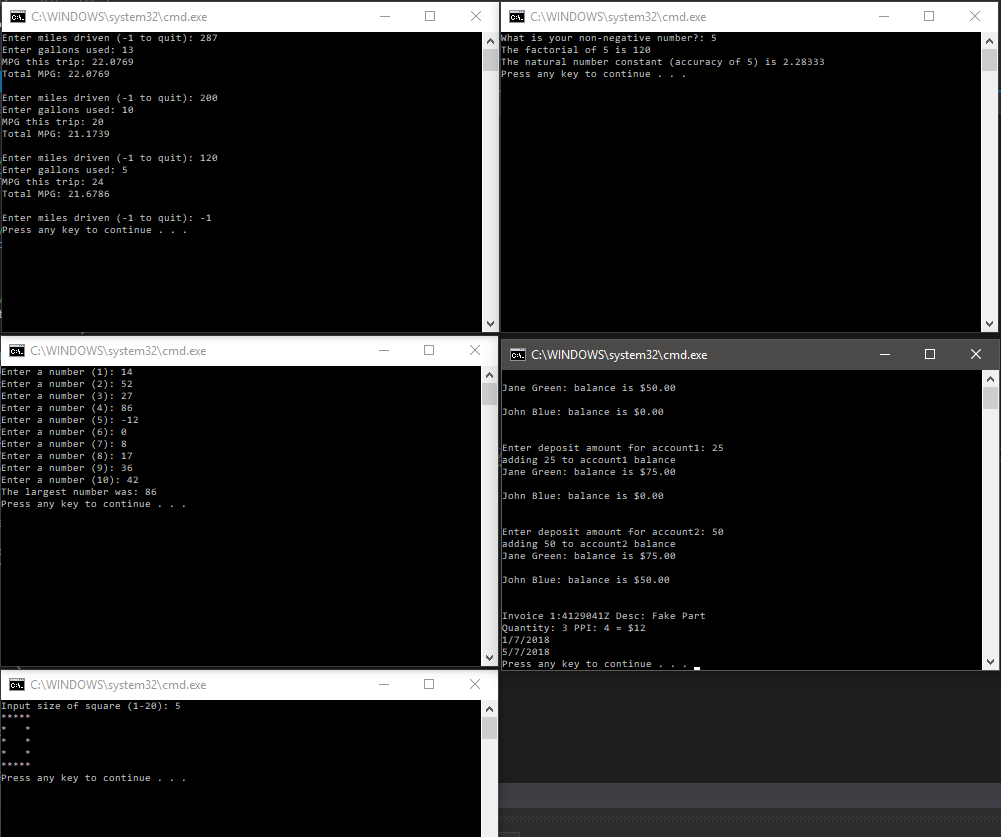 C:\WINDOWS\system32\cmd.exe
Enter miles driven (-1 to quit): 287
Enter gallons used: 13
MPG this trip: 22.0769
Total MPG: 22.0769
Enter miles driven (-1 to quit): 200
Enter gallons used: 10
MPG this trip: 20
Total MPG: 21.1739
Enter miles driven (-1 to quit): 120
Enter gallons used: 5
MPG this trip: 24
Total MPG: 21.6786
Enter miles driven (-1 to quit): -1
Press any key to continue . . .
C:\WINDOWS\system32\cmd.exe
What is your non-negative number?: 5
The factorial of 5 is 120
The natural number constant (accuracy of 5) is 2.28333
Press any key to continue . . .
C:\WINDOWS\system32\cmd.exe
Enter a number (1): 14
Enter a number (2): 52
Enter a number (3): 27
Enter a number (4): 86
Enter a number (5): -12
Enter a number (6): 0
Enter a number (7): 8
Enter a number (8): 17
Enter a number (9): 36
Enter a number (10): 42
The largest number was: 86
Press any key to continue . . .
C:\WINDOWS\system32\cmd.exe
Jane Green: balance is $50.00
John Blue: balance is $0.00
Enter deposit amount for account1: 25
adding 25 to account1 balance
Jane Green: balance is $75.00
John Blue: balance is $0.00
Enter deposit amount for account2: 50
adding 50 to account2 balance
Jane Green: balance is $75.00
John Blue: balance is $50.00
Invoice 1:4129041Z Desc: Fake Part
Quantity: 3 PPI: 4 = $12
1/7/2018
5/7/2018
Press any key to continue . . .
C:\WINDOWS\system32\cmd.exe
Input size of square (1-20): 5
*****
*   *
*   *
*   *
*****
Press any key to continue . . .